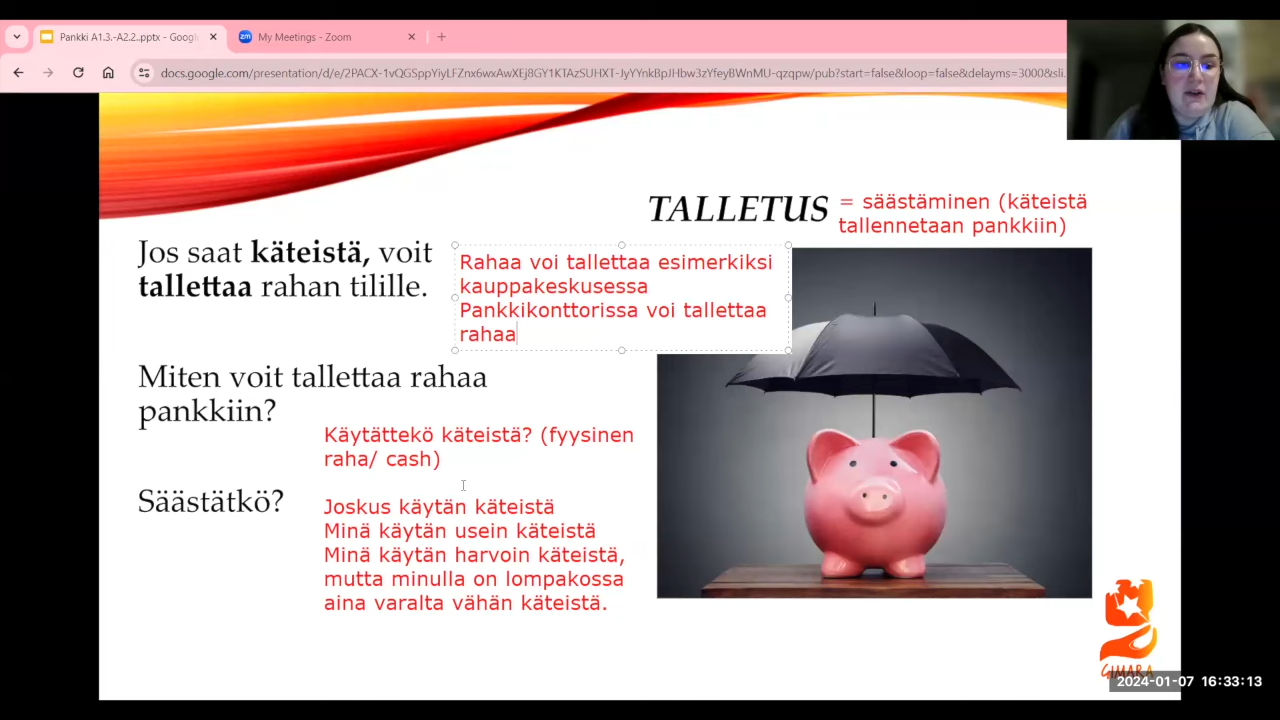 Pankki A1.3.-A2.2..pptx - Googl
My Meetings - Zoom
docs.google.com/presentation/d/e/2PACX-1vQGSppYiyLFZnx6wxAwXEj8GY1KTAzSUHXT-JyYYnkBpJHbw3zYfeyBWnMU-qzqpw/pub?start=false&loop=false&delayms=3000&sli
TALLETUS = säästäminen (käteistä
tallennetaan pankkiin)
Jos saat käteistä, voit
tallettaa rahan tilille.
Rahaa voi tallettaa esimerkiksi
kauppakeskusessa
Pankkikonttorissa voi tallettaa
rahaa
Miten voit tallettaa rahaa
pankkiin?
Käytättekö käteistä? (fyysinen
raha/ cash)
Säästätkö?
Joskus käytän käteistä
Minä käytän usein käteistä
Minä käytän harvoin käteistä,
mutta minulla on lompakossa
aina varalta vähän käteistä.
GIMARA
2024-01-07 16:33:13